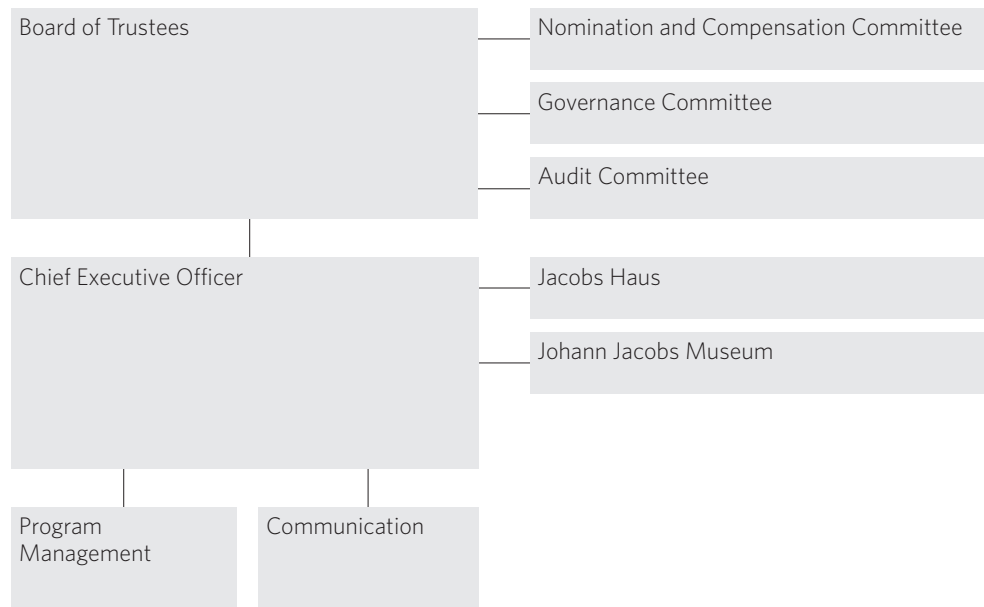 Board of Trustees
Nomination and Compensation Committee
Governance Committee
Audit Committee
Chief Executive Officer
Jacobs Haus
Johann Jacobs Museum
Program
Management
Communication